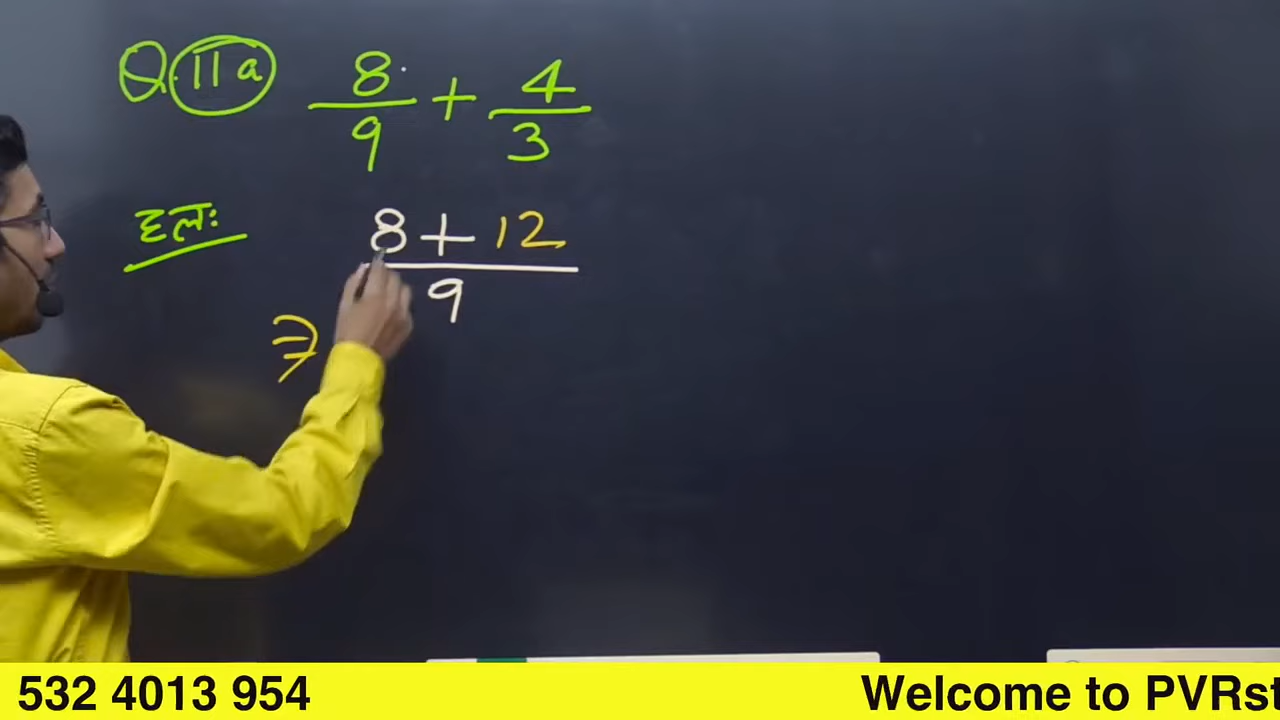 Q.11a 8/9 + 4/3
हलः 8 + 12 / 9
⇒
532 4013 954 Welcome to PVRst